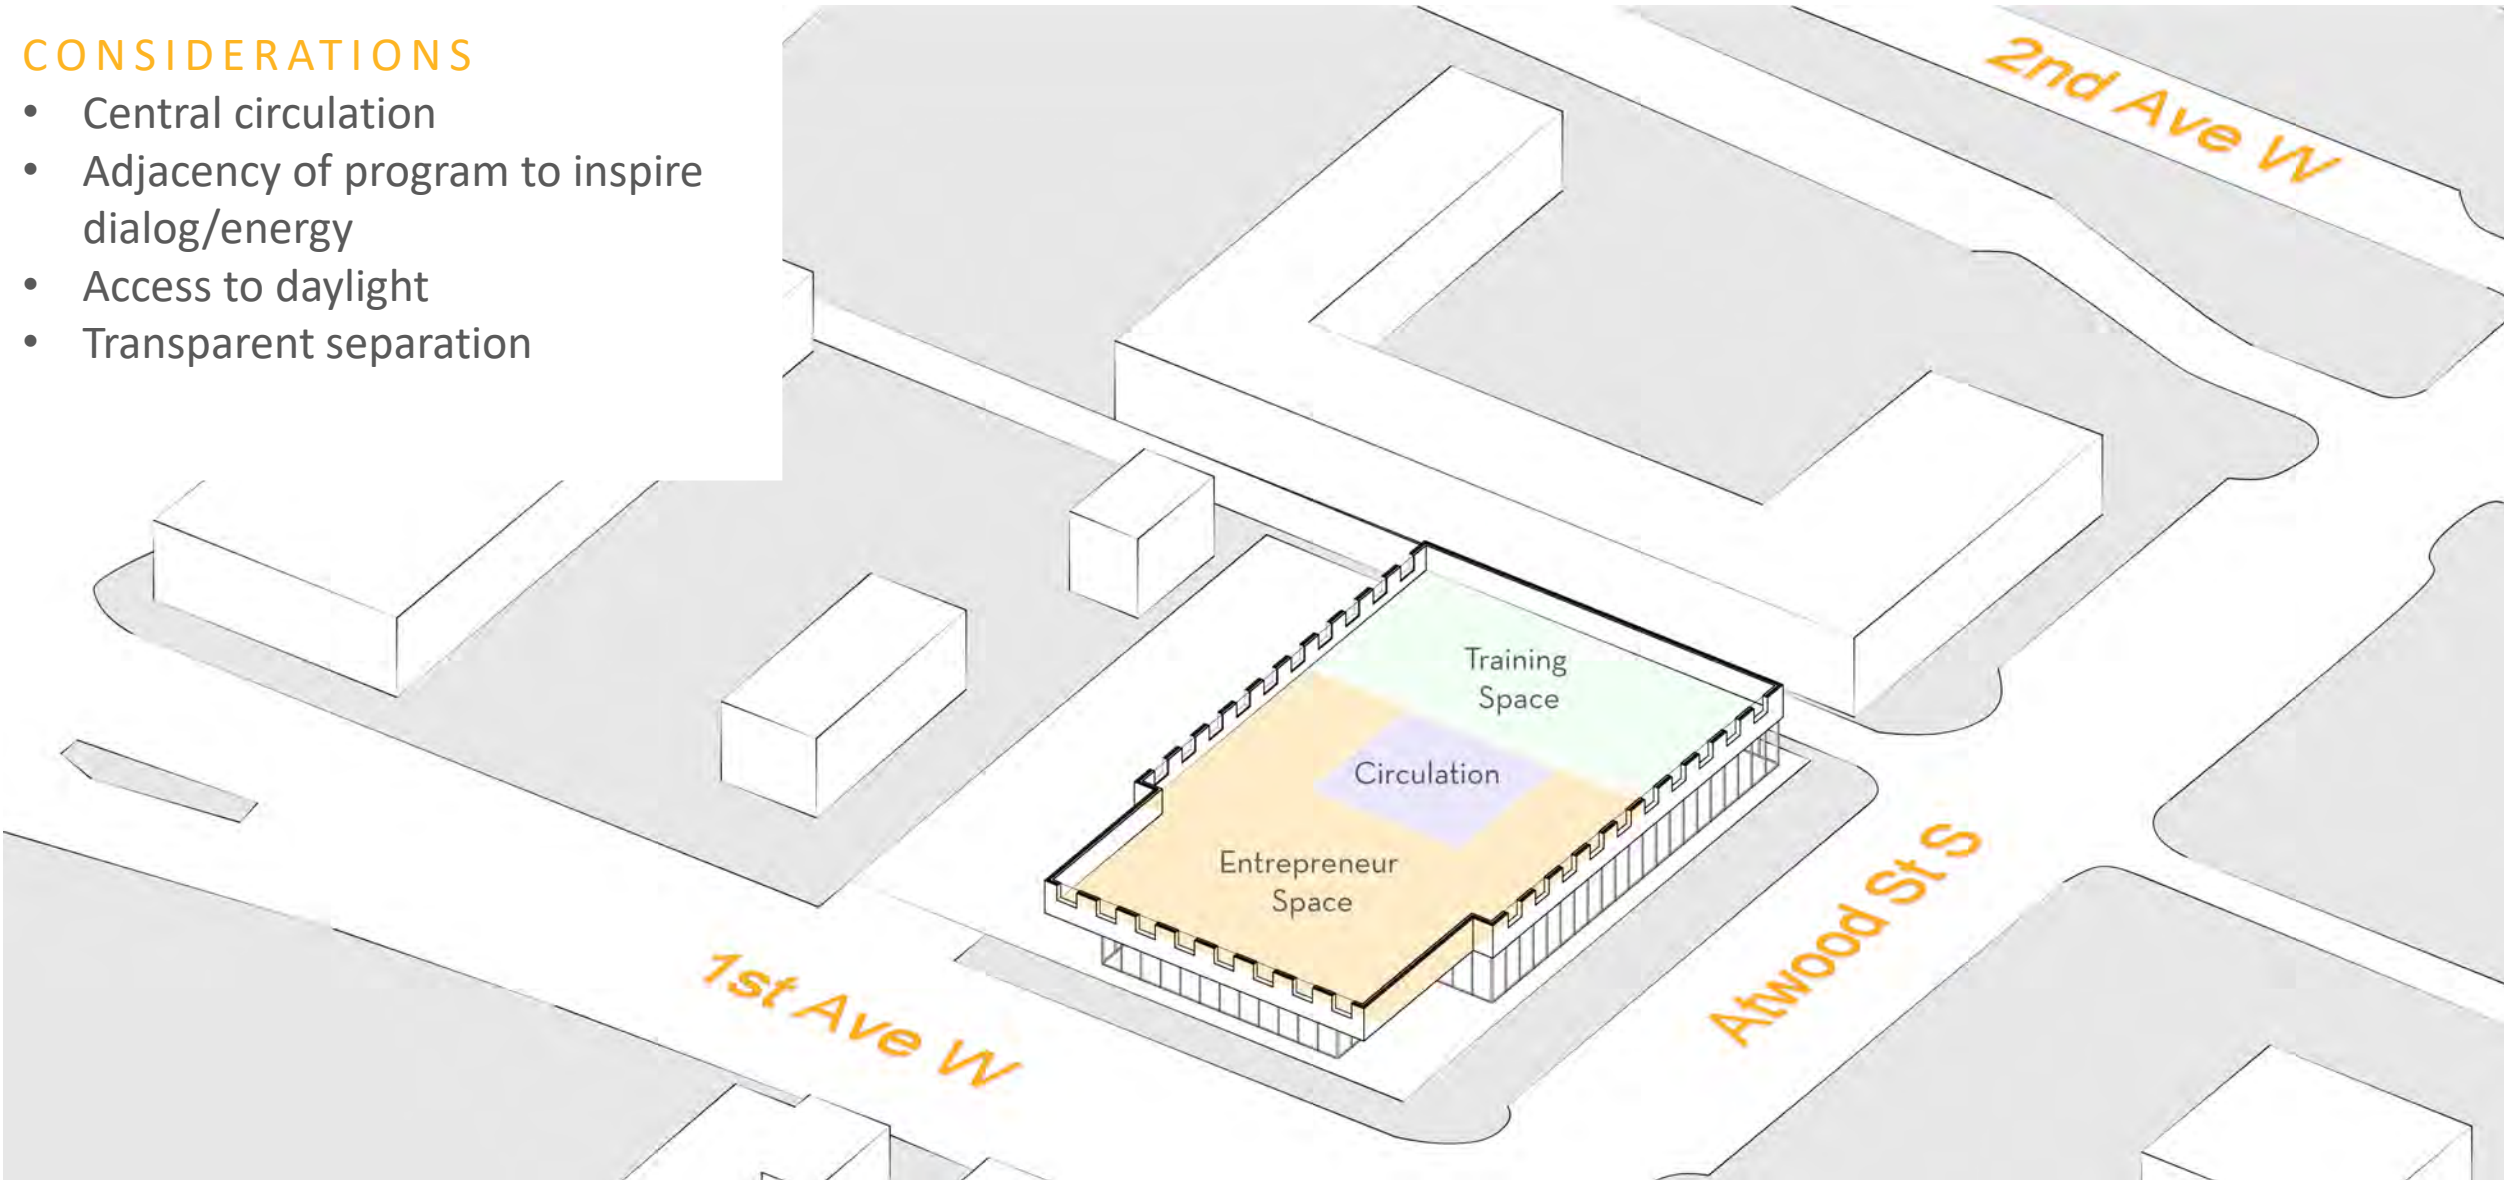 CONSIDERATIONS
• Central circulation
• Adjacency of program to inspire
dialog/energy
• Access to daylight
• Transparent separation
2nd Ave W
Training
Space
Circulation
Entrepreneur
Space
1st Ave W
Atwood St S